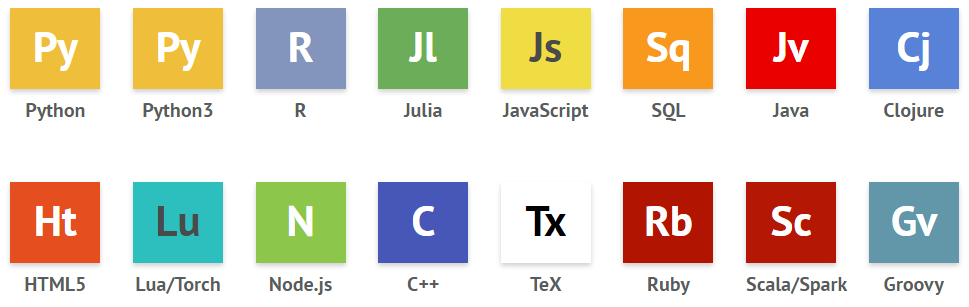 Py Py R Jl Js Sq Jv Cj
Python Python3 R Julia JavaScript SQL Java Clojure
Ht Lu N C Tx Rb Sc Gv
HTML5 Lua/Torch Node.js C++ TeX Ruby Scala/Spark Groovy